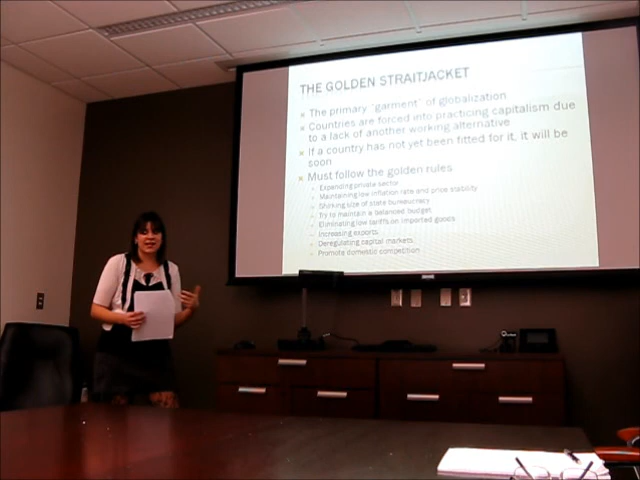 THE GOLDEN STRAITJACKET
The primary "garment" of globalization
Countries are forced into practicing capitalism due
to a lack of another working alternative
If a country has not yet been fitted for it, it will be
soon
Must follow the golden rules
Expanding private sector
Maintaining low inflation rate and price stability
Shrinking size of state bureaucracy
Try to maintain a balanced budget
Eliminating low tariffs on imported goods
Increasing exports
Deregulating capital markets
Promote domestic competition